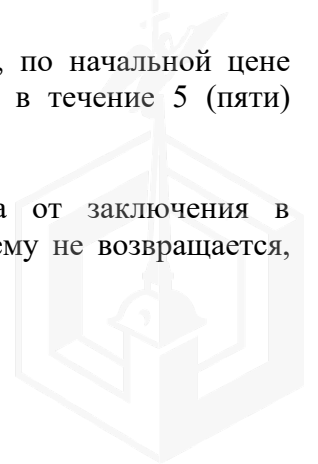 , по начальной цене
в течение 5 (пяти)
а от заключения в
ему не возвращается,